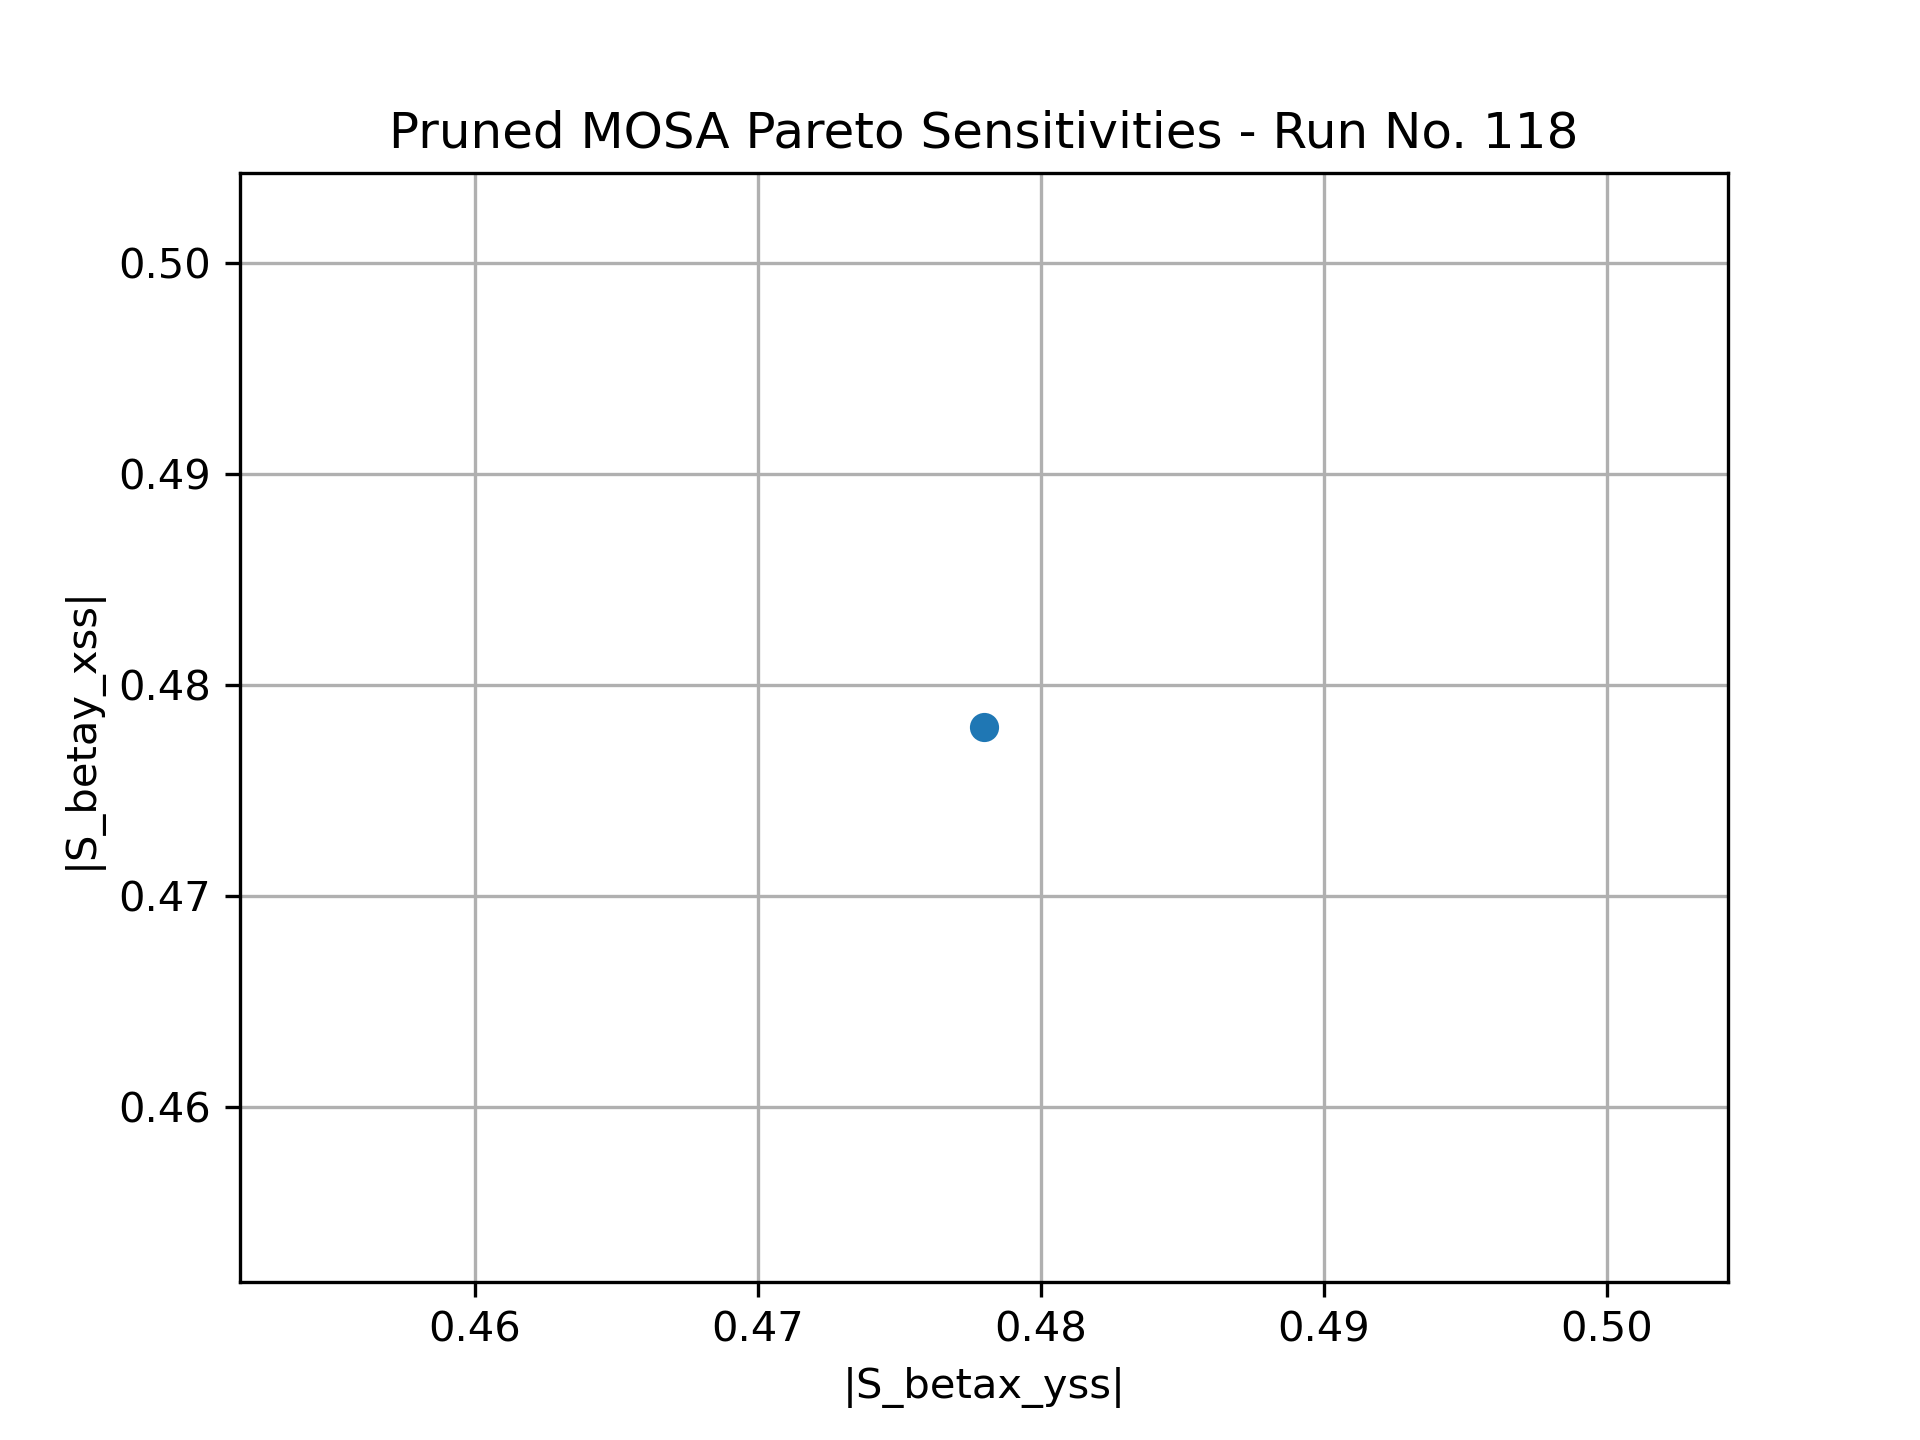 Pruned MOSA Pareto Sensitivities - Run No. 118
0.50
0.49
0.48
0.47
0.46
|S_betay_xss|
0.46 0.47 0.48 0.49 0.50
|S_betax_yss|